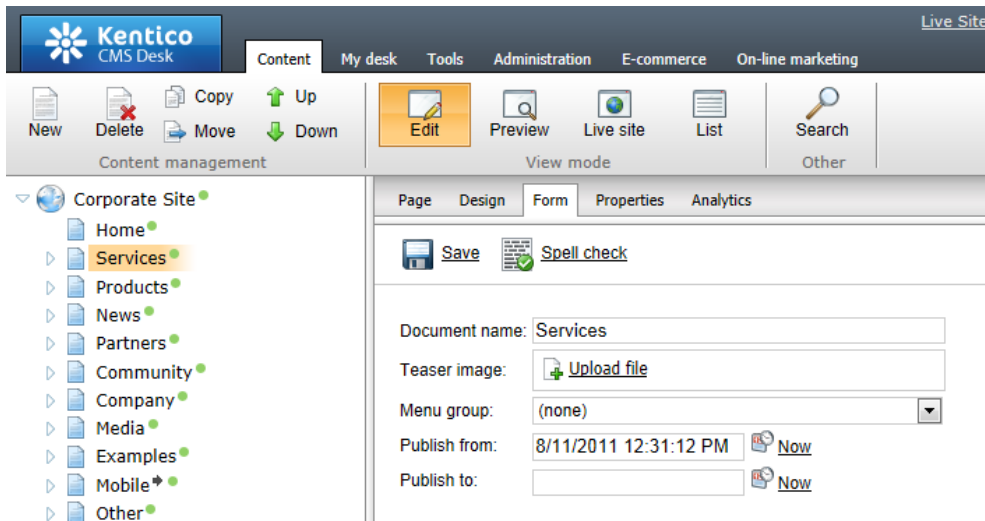 Live Site
Kentico
CMS Desk
Content My desk Tools Administration E-commerce On-line marketing
New Delete Copy Move Up Down
Content management
Edit Preview Live site List
View mode
Search
Other
Corporate Site
Home
Services
Products
News
Partners
Community
Company
Media
Examples
Mobile
Other
Page Design Form Properties Analytics
Save Spell check
Document name: Services
Teaser image: Upload file
Menu group: (none)
Publish from: 8/11/2011 12:31:12 PM Now
Publish to: Now